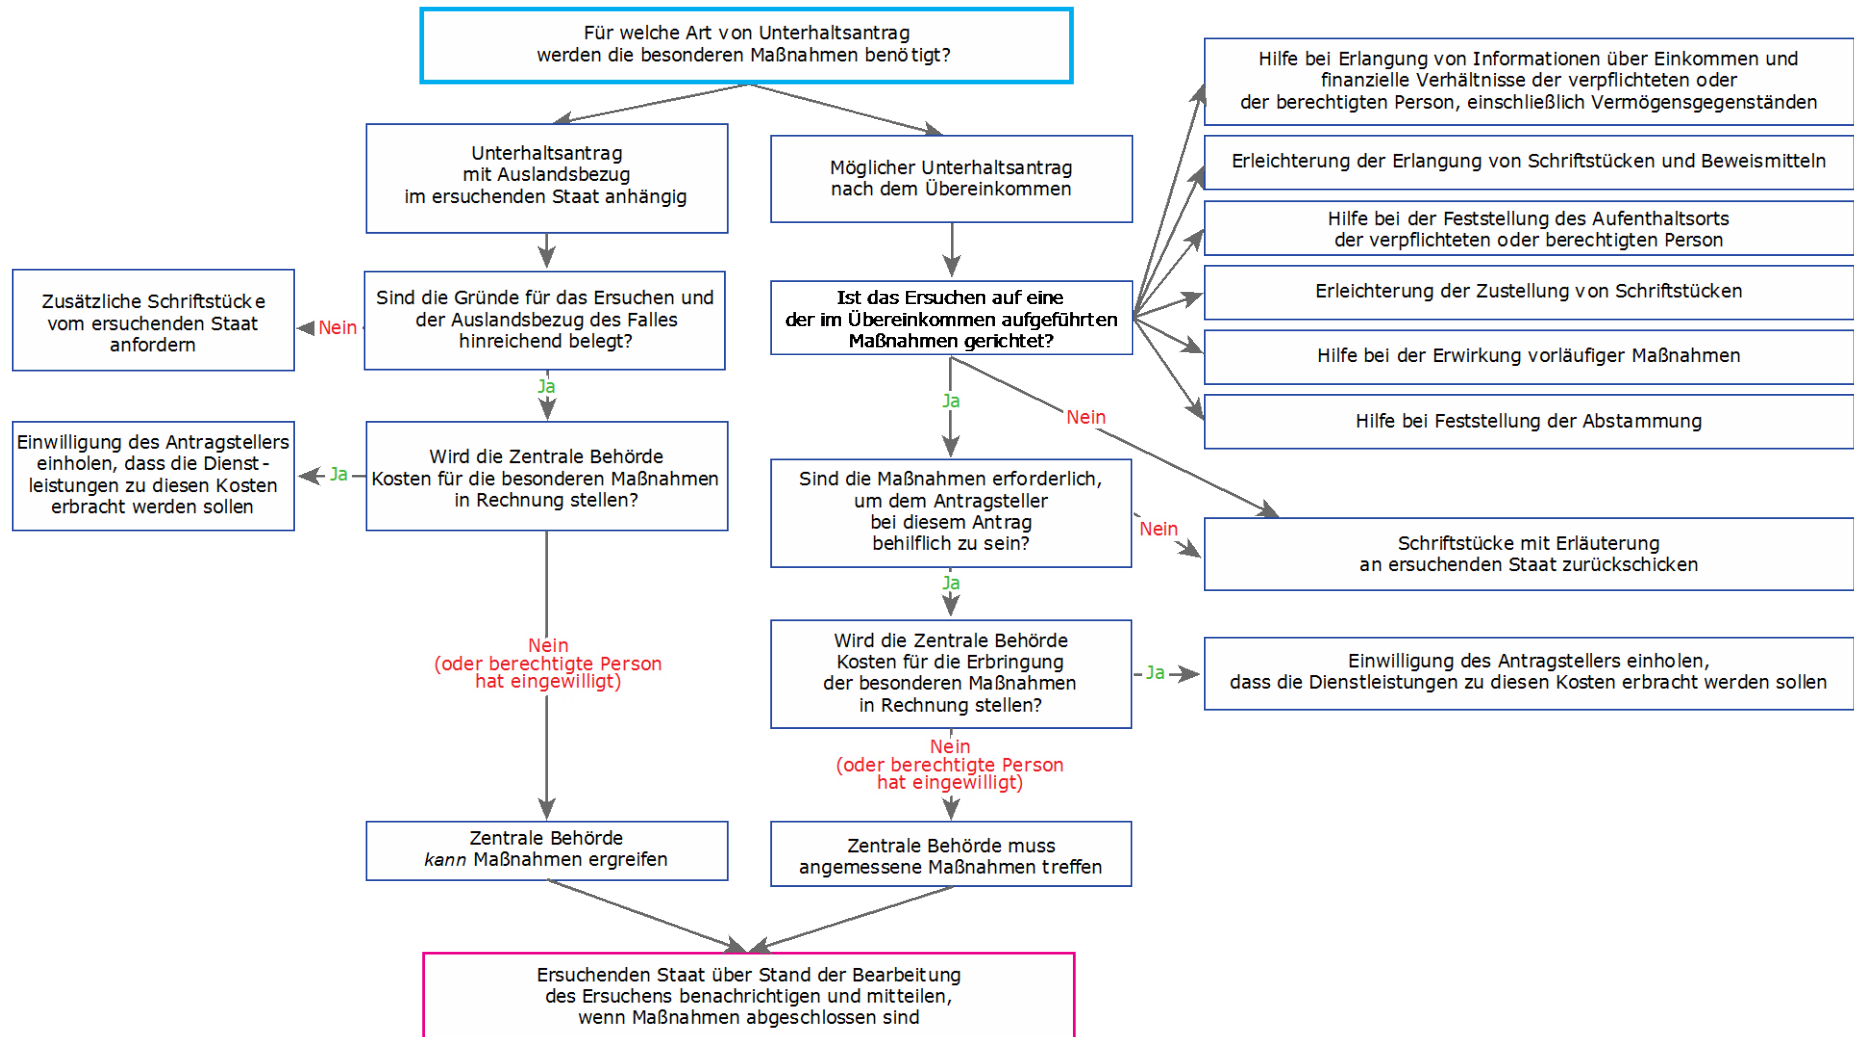 Für welche Art von Unterhaltsantrag
werden die besonderen Maßnahmen benötigt?
Unterhaltsantrag
mit Auslandsbezug
im ersuchenden Staat anhängig
Möglicher Unterhaltsantrag
nach dem Übereinkommen
Hilfe bei Erlangung von Informationen über Einkommen und
finanzielle Verhältnisse der verpflichteten oder
der berechtigten Person, einschließlich Vermögensgegenständen
Erleichterung der Erlangung von Schriftstücken und Beweismitteln
Hilfe bei der Feststellung des Aufenthaltsorts
der verpflichteten oder berechtigten Person
Erleichterung der Zustellung von Schriftstücken
Hilfe bei der Erwirkung vorläufiger Maßnahmen
Hilfe bei Feststellung der Abstammung
Zusätzliche Schriftstücke
vom ersuchenden Staat
anfordern
Nein
Sind die Gründe für das Ersuchen und
der Auslandsbezug des Falles
hinreichend belegt?
Ist das Ersuchen auf eine
der im Übereinkommen aufgeführten
Maßnahmen gerichtet?
Ja
Ja
Nein
Einwilligung des Antragstellers
einholen, dass die Dienst-
leistungen zu diesen Kosten
erbracht werden sollen
Ja
Wird die Zentrale Behörde
Kosten für die besonderen Maßnahmen
in Rechnung stellen?
Sind die Maßnahmen erforderlich,
um dem Antragsteller
bei diesem Antrag
behilflich zu sein?
Nein
Schriftstücke mit Erläuterung
an ersuchenden Staat zurückschicken
Ja
Nein
(oder berechtigte Person
hat eingewilligt)
Wird die Zentrale Behörde
Kosten für die Erbringung
der besonderen Maßnahmen
in Rechnung stellen?
Ja
Einwilligung des Antragstellers einholen,
dass die Dienstleistungen zu diesen Kosten erbracht werden sollen
Nein
(oder berechtigte Person
hat eingewilligt)
Zentrale Behörde
kann Maßnahmen ergreifen
Zentrale Behörde muss
angemessene Maßnahmen treffen
Ersuchenden Staat über Stand der Bearbeitung
des Ersuchens benachrichtigen und mitteilen,
wenn Maßnahmen abgeschlossen sind